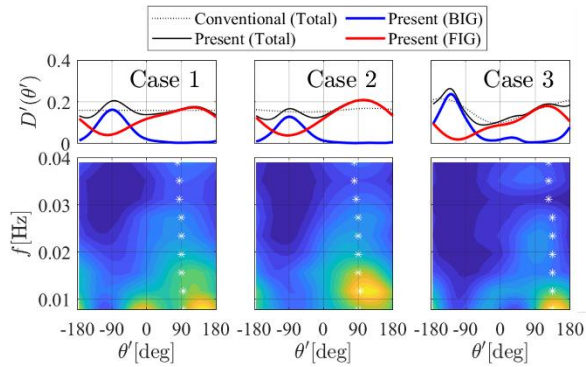 Conventional (Total) Present (BIG)
Present (Total) Present (FIG)
0.4
0.2
0
D′(θ′)
Case 1 Case 2 Case 3
0.04
0.03
0.02
0.01
f[Hz]
-180 -90 0 90 180 -180 -90 0 90 180 -180 -90 0 90 180
θ′[deg] θ′[deg] θ′[deg]